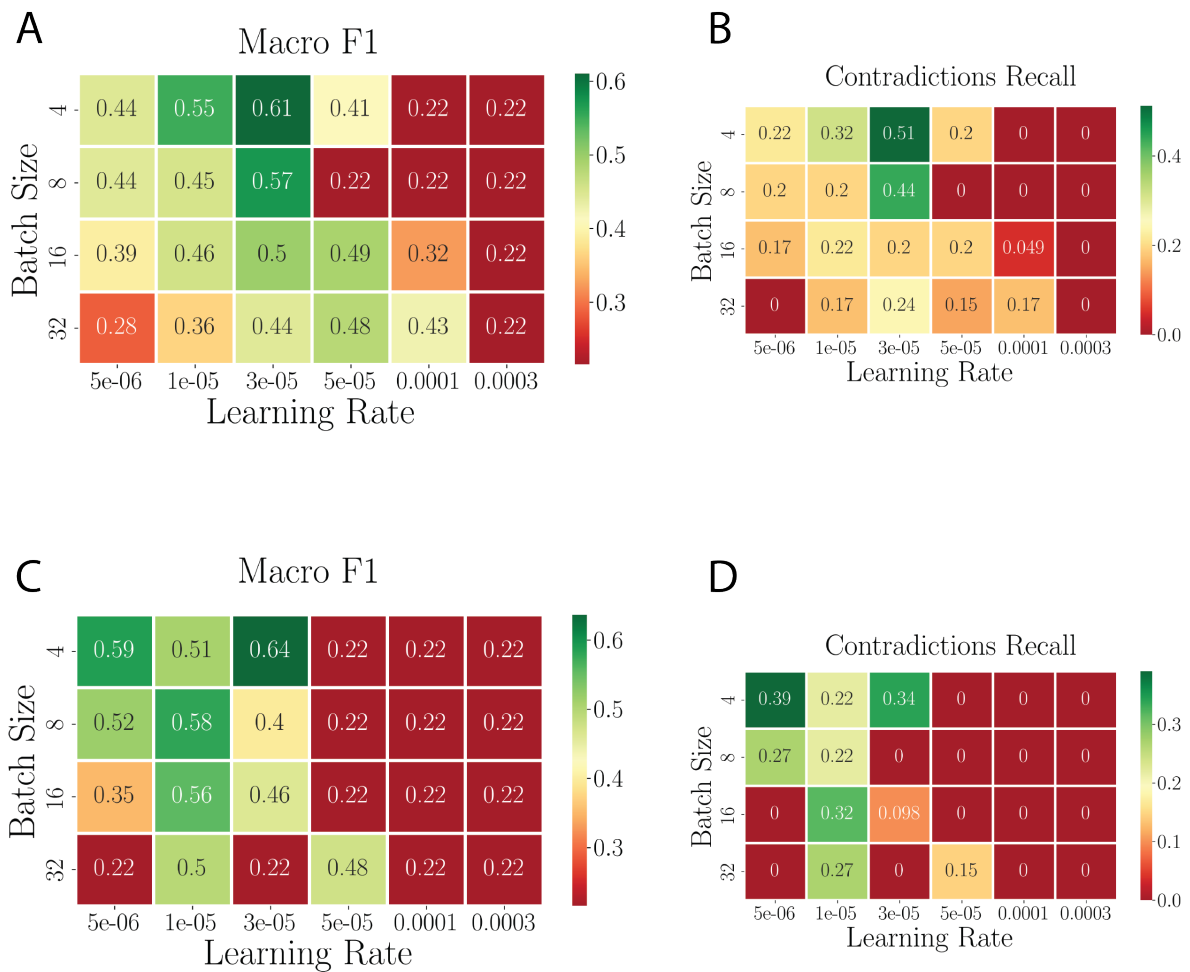 A
Macro F1
4 0.44 0.55 0.61 0.41 0.22 0.22
8 0.44 0.45 0.57 0.22 0.22 0.22
16 0.39 0.46 0.5 0.49 0.32 0.22
32 0.28 0.36 0.44 0.48 0.43 0.22
5e-06 1e-05 3e-05 5e-05 0.0001 0.0003
Learning Rate
Batch Size
0.6
0.5
0.4
0.3
B
Contradictions Recall
4 0.22 0.32 0.51 0.2 0 0
8 0.2 0.2 0.44 0 0 0
16 0.17 0.22 0.2 0.2 0.049 0
32 0 0.17 0.24 0.15 0.17 0
5e-06 1e-05 3e-05 5e-05 0.0001 0.0003
Learning Rate
Batch Size
0.4
0.2
0.0
C
Macro F1
4 0.59 0.51 0.64 0.22 0.22 0.22
8 0.52 0.58 0.4 0.22 0.22 0.22
16 0.35 0.56 0.46 0.22 0.22 0.22
32 0.22 0.5 0.22 0.48 0.22 0.22
5e-06 1e-05 3e-05 5e-05 0.0001 0.0003
Learning Rate
Batch Size
0.6
0.5
0.4
0.3
D
Contradictions Recall
4 0.39 0.22 0.34 0 0 0
8 0.27 0.22 0 0 0 0
16 0 0.32 0.098 0 0 0
32 0 0.27 0 0.15 0 0
5e-06 1e-05 3e-05 5e-05 0.0001 0.0003
Learning Rate
Batch Size
0.3
0.2
0.1
0.0